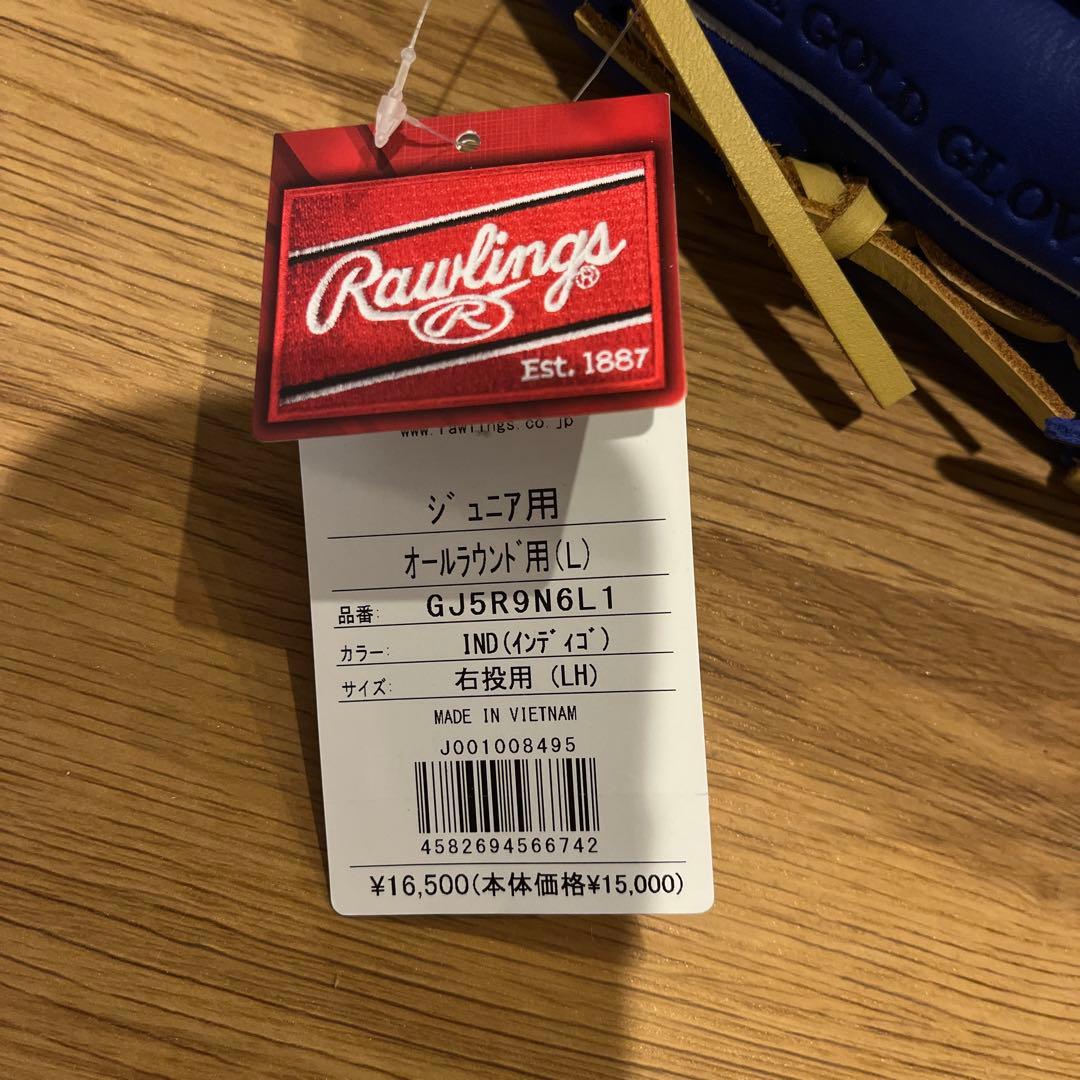 GOLD GLOV
Rawlings®
R
Est. 1887
www.rawlings.co.jp
ジュニア用
オールラウンド用(L)
品番: GJ5R9N6L1
カラー: IND(インディゴ)
サイズ: 右投用 (LH)
MADE IN VIETNAM
J001008495
4582694566742
¥16,500(本体価格¥15,000)